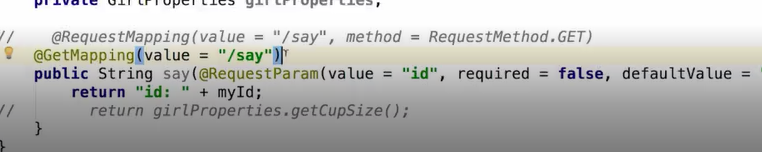 private GirlProperties girlProperties;
// @RequestMapping(value = "/say", method = RequestMethod.GET)
@GetMapping(value = "/say")
public String say(@RequestParam(value = "id", required = false, defaultValue = "
return "id: " + myId;
// return girlProperties.getCupSize();
}
}